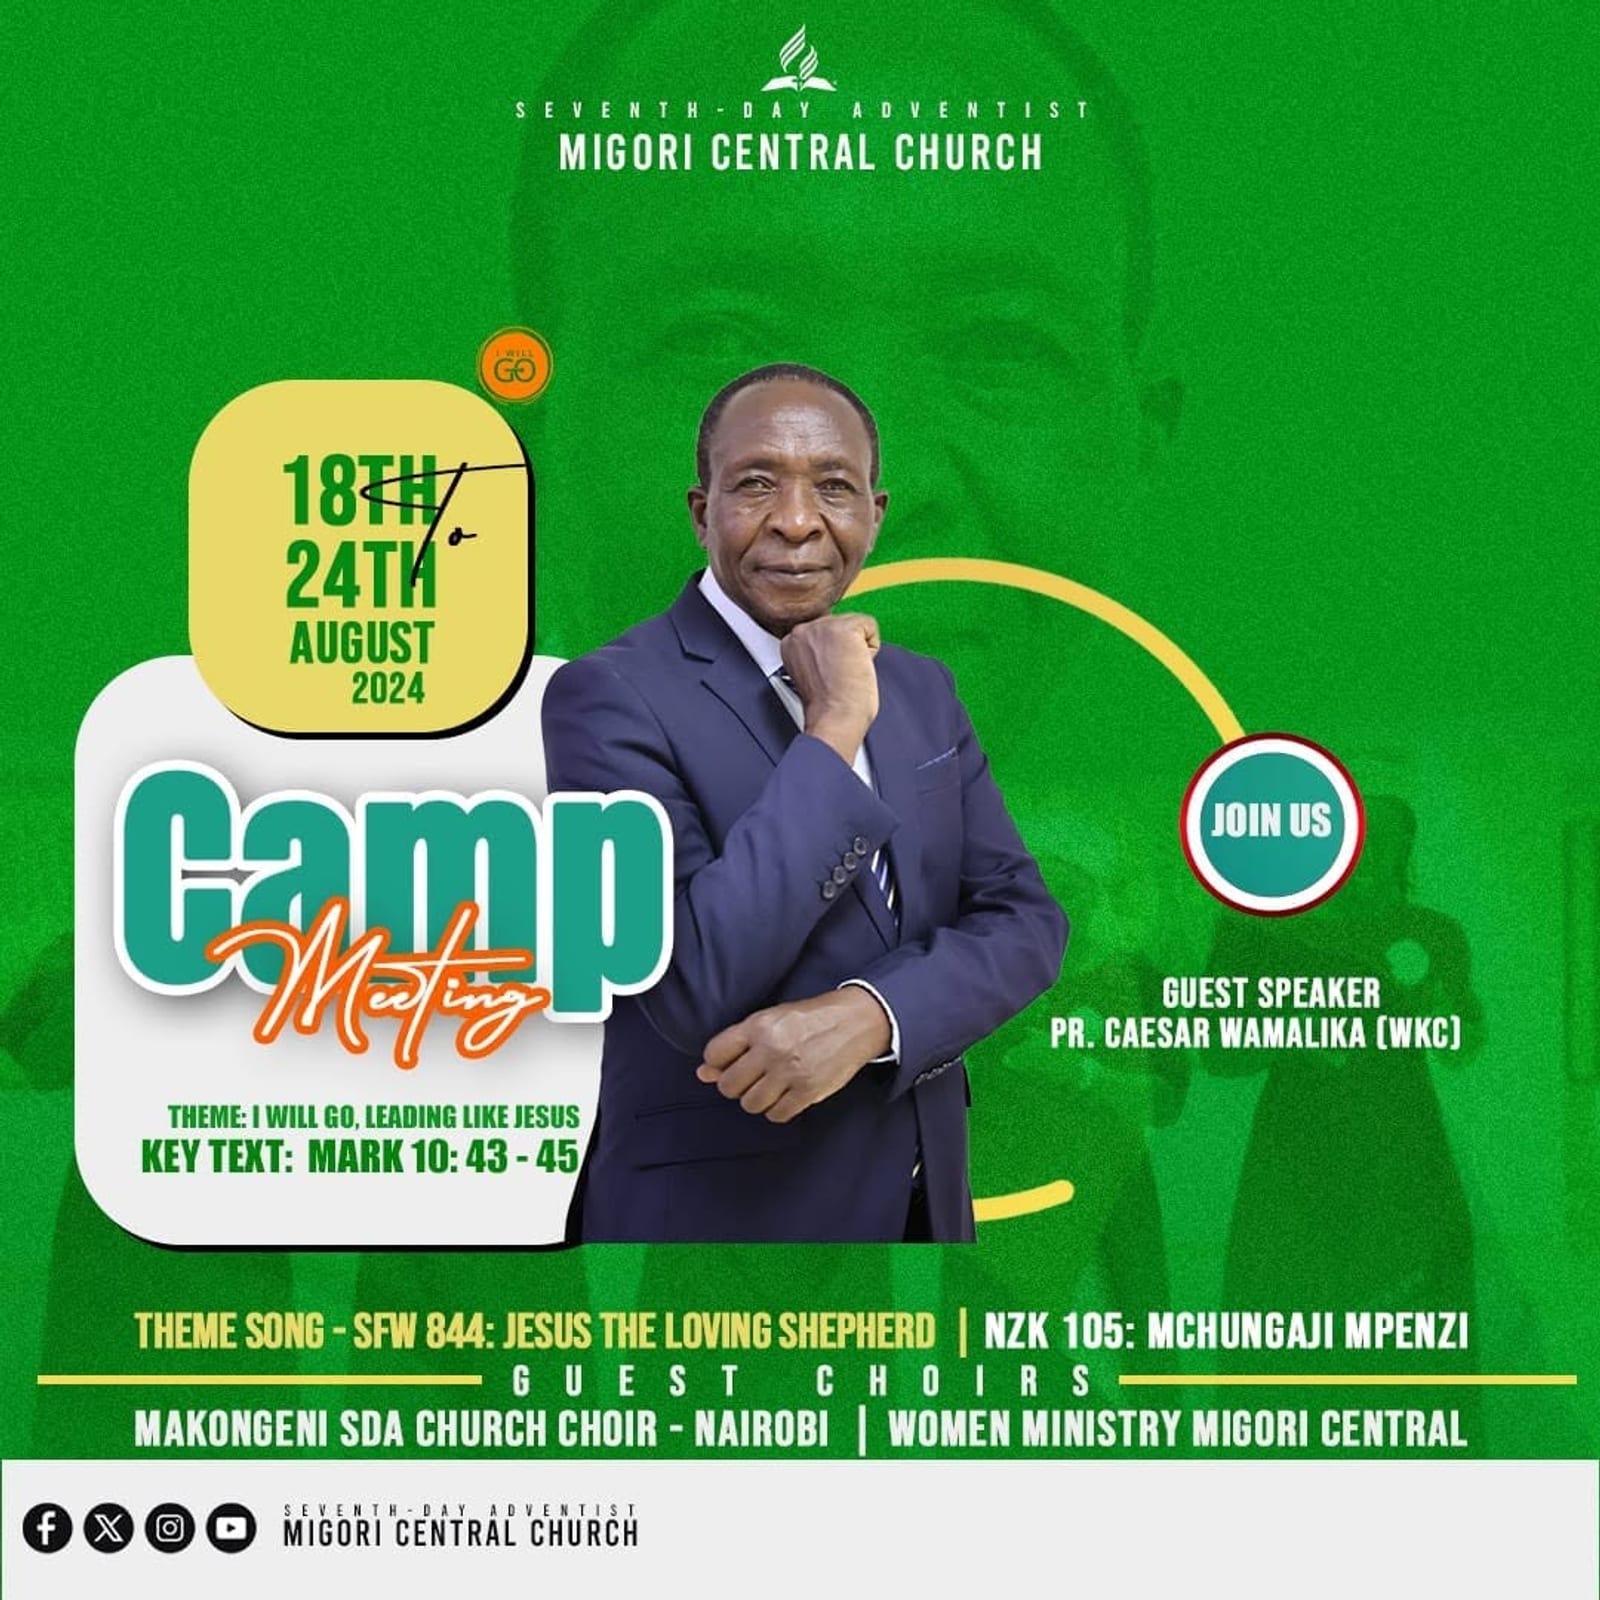 SEVENTH-DAY ADVENTIST
MIGORI CENTRAL CHURCH
I WILL
GO
18TH
To
24TH
AUGUST
2024
Camp
Meeting
THEME: I WILL GO, LEADING LIKE JESUS
KEY TEXT: MARK 10: 43 - 45
JOIN US
GUEST SPEAKER
PR. CAESAR WAMALIKA (WKC)
THEME SONG - SFW 844: JESUS THE LOVING SHEPHERD | NZK 105: MCHUNGAJI MPENZI
GUEST CHOIRS
MAKONGENI SDA CHURCH CHOIR - NAIROBI | WOMEN MINISTRY MIGORI CENTRAL
SEVENTH-DAY ADVENTIST
MIGORI CENTRAL CHURCH